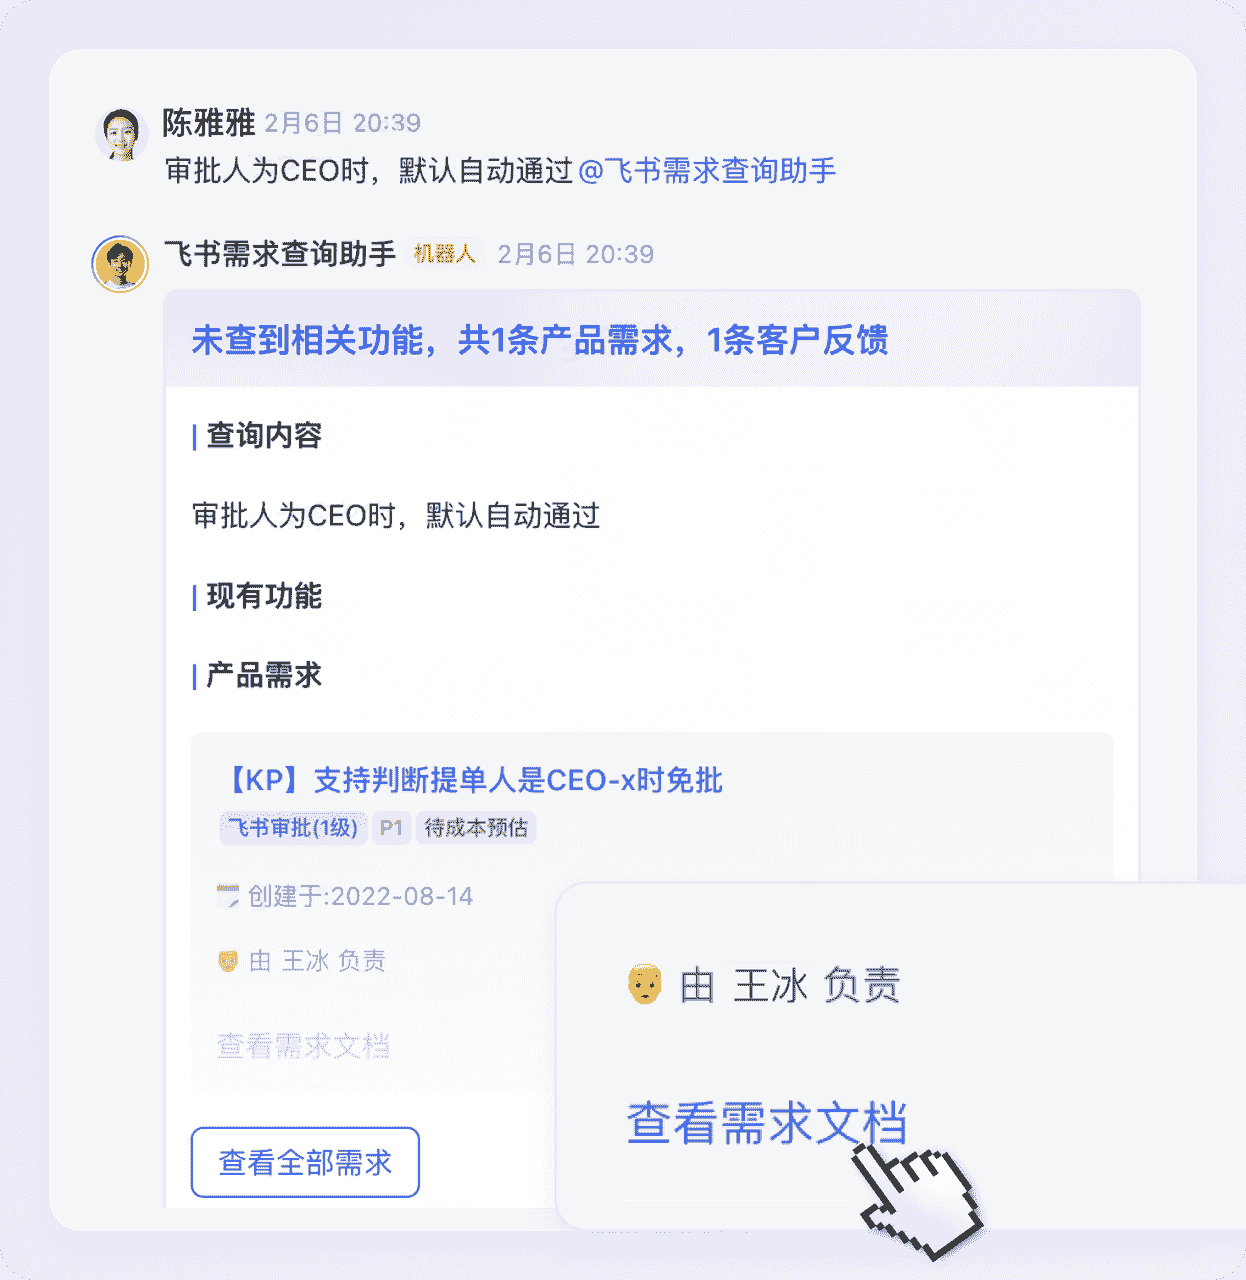 陈雅雅 2月6日 20:39
审批人为CEO时，默认自动通过 @飞书需求查询助手
飞书需求查询助手 机器人 2月6日 20:39
未查到相关功能，共1条产品需求，1条客户反馈
查询内容
审批人为CEO时，默认自动通过
现有功能
产品需求
【KP】支持判断提单人是CEO-x时免批
飞书审批(1级) P1 待成本预估
创建于:2022-08-14
由 王冰 负责
查看需求文档
查看全部需求
由 王冰 负责
查看需求文档